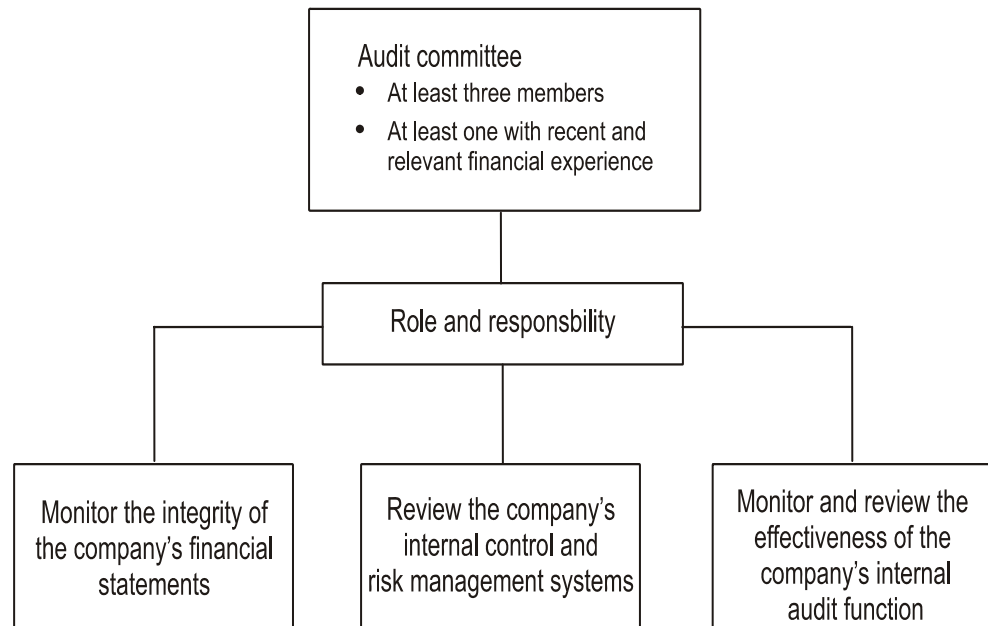 Audit committee
• At least three members
• At least one with recent and
relevant financial experience
Role and responsbility
Monitor the integrity of
the company's financial
statements
Review the company's
internal control and
risk management systems
Monitor and review the
effectiveness of the
company's internal
audit function